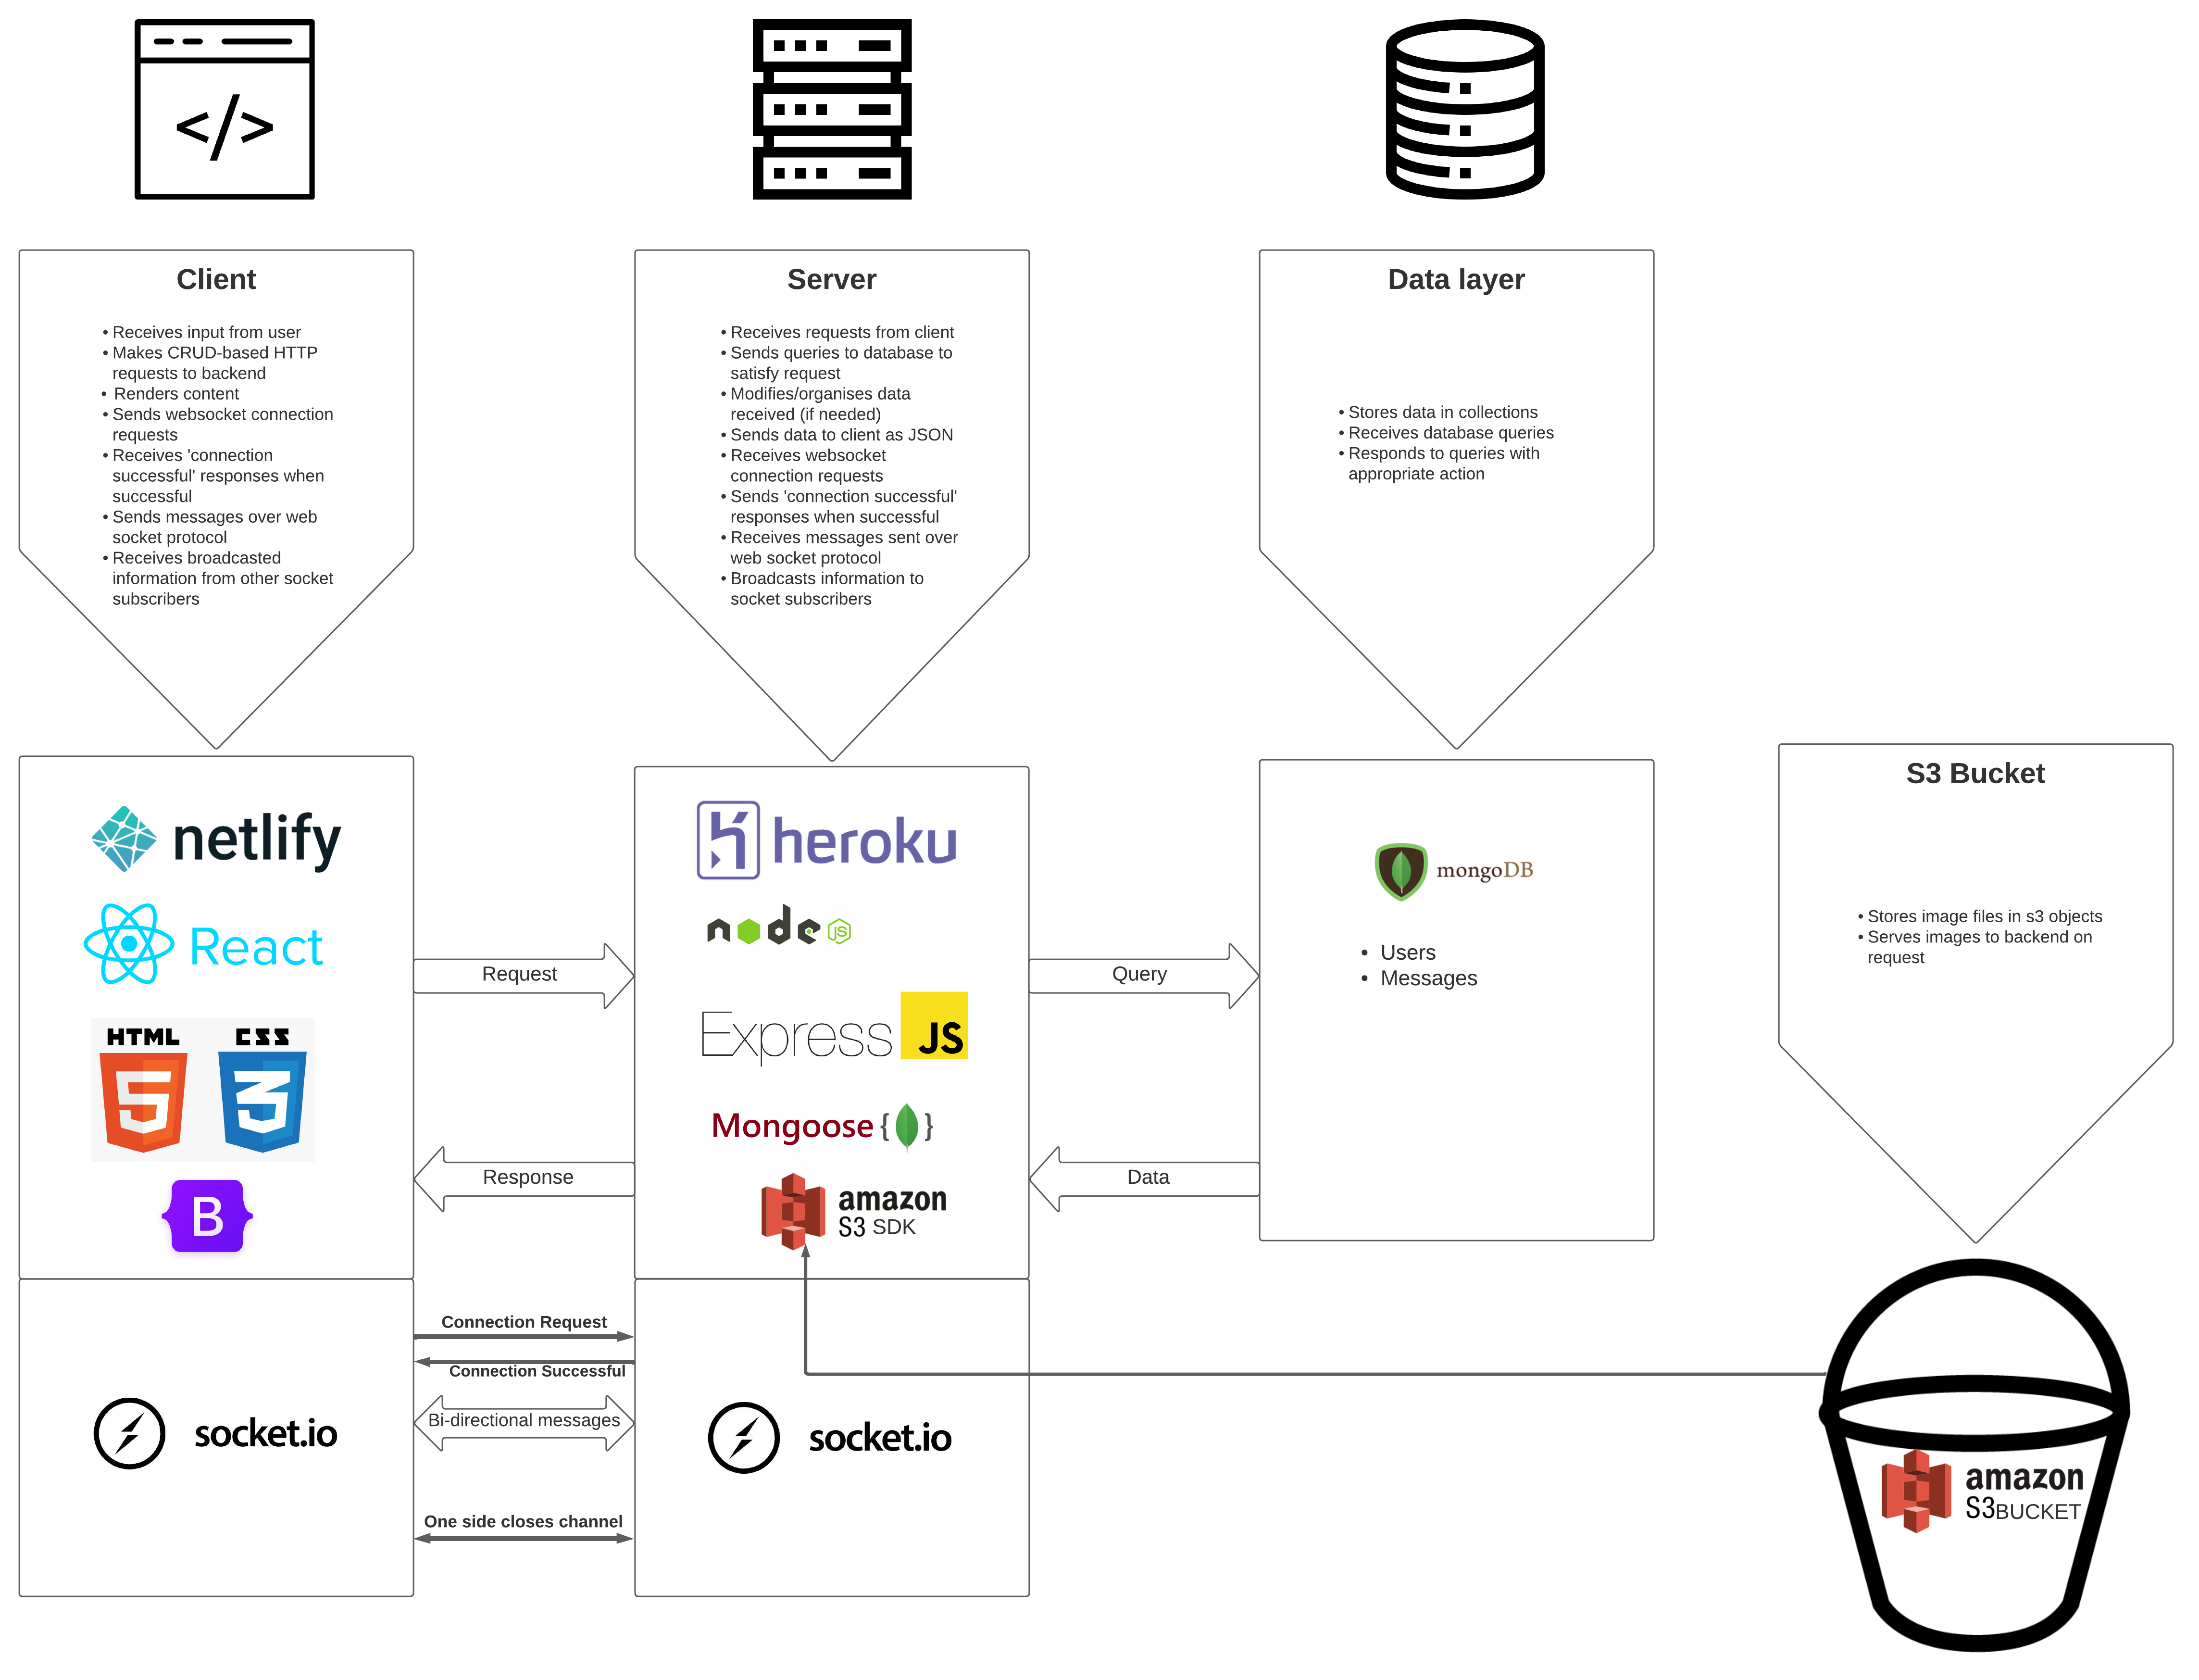 </>
Client
• Receives input from user
• Makes CRUD-based HTTP
requests to backend
• Renders content
• Sends websocket connection
requests
• Receives 'connection
successful' responses when
successful
• Sends messages over web
socket protocol
• Receives broadcasted
information from other socket
subscribers
Server
• Receives requests from client
• Sends queries to database to
satisfy request
• Modifies/organises data
received (if needed)
• Sends data to client as JSON
• Receives websocket
connection requests
• Sends 'connection successful'
responses when successful
• Receives messages sent over
web socket protocol
• Broadcasts information to
socket subscribers
Data layer
• Stores data in collections
• Receives database queries
• Responds to queries with
appropriate action
S3 Bucket
• Stores image files in s3 objects
• Serves images to backend on
request
netlify
React
HTML CSS
5 3
B
Request
Response
heroku
node JS
Express JS
Mongoose { }
amazon
S3 SDK
Query
Data
mongoDB
• Users
• Messages
socket.io
Connection Request
Connection Successful
Bi-directional messages
One side closes channel
socket.io
amazon
S3BUCKET